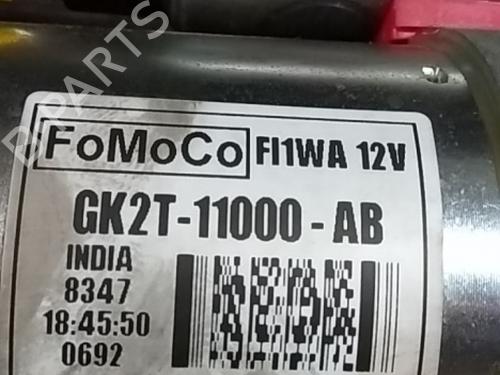 B-PARTS
FoMoCo FI1WA 12V
GK2T-11000-AB
INDIA
8347
18:45:50
0692